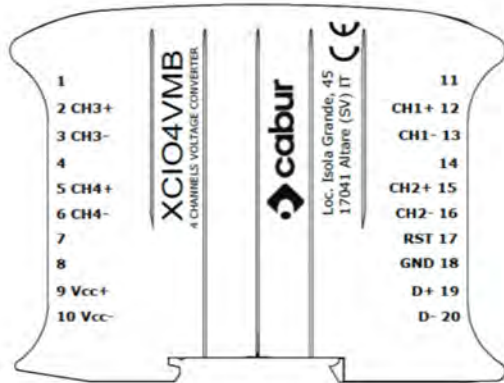 1
2 CH3+
3 CH3-
4
5 CH4+
6 CH4-
7
8
9 Vcc+
10 Vcc-
XCIO4VMB
4 CHANNELS VOLTAGE CONVERTER
cabur
Loc. Isola Grande, 45
17041 Altare (SV) IT
CE
11
CH1+ 12
CH1- 13
14
CH2+ 15
CH2- 16
RST 17
GND 18
D+ 19
D- 20